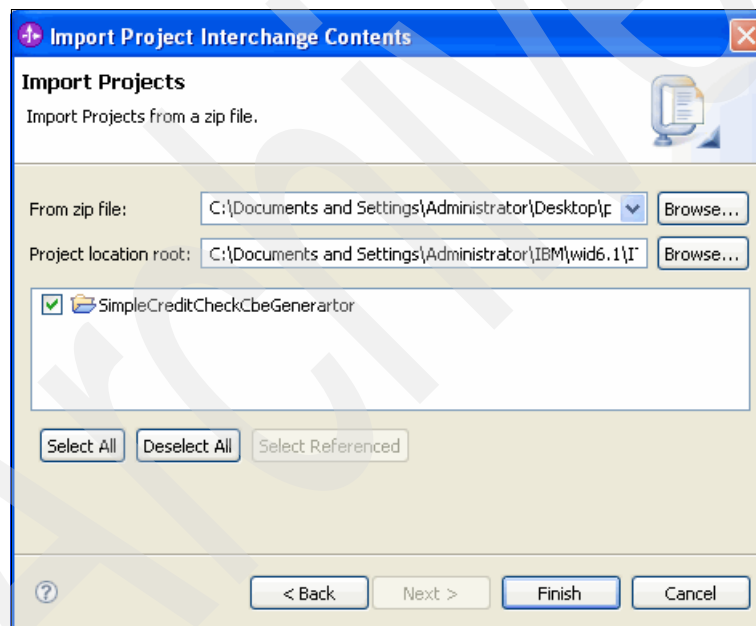 Import Project Interchange Contents
Import Projects
Import Projects from a zip file.
From zip file: C:\Documents and Settings\Administrator\Desktop\p Browse...
Project location root: C:\Documents and Settings\Administrator\IBM\wid6.1\I Browse...
SimpleCreditCheckCbeGenerartor
Select All Deselect All Select Referenced
? < Back Next > Finish Cancel